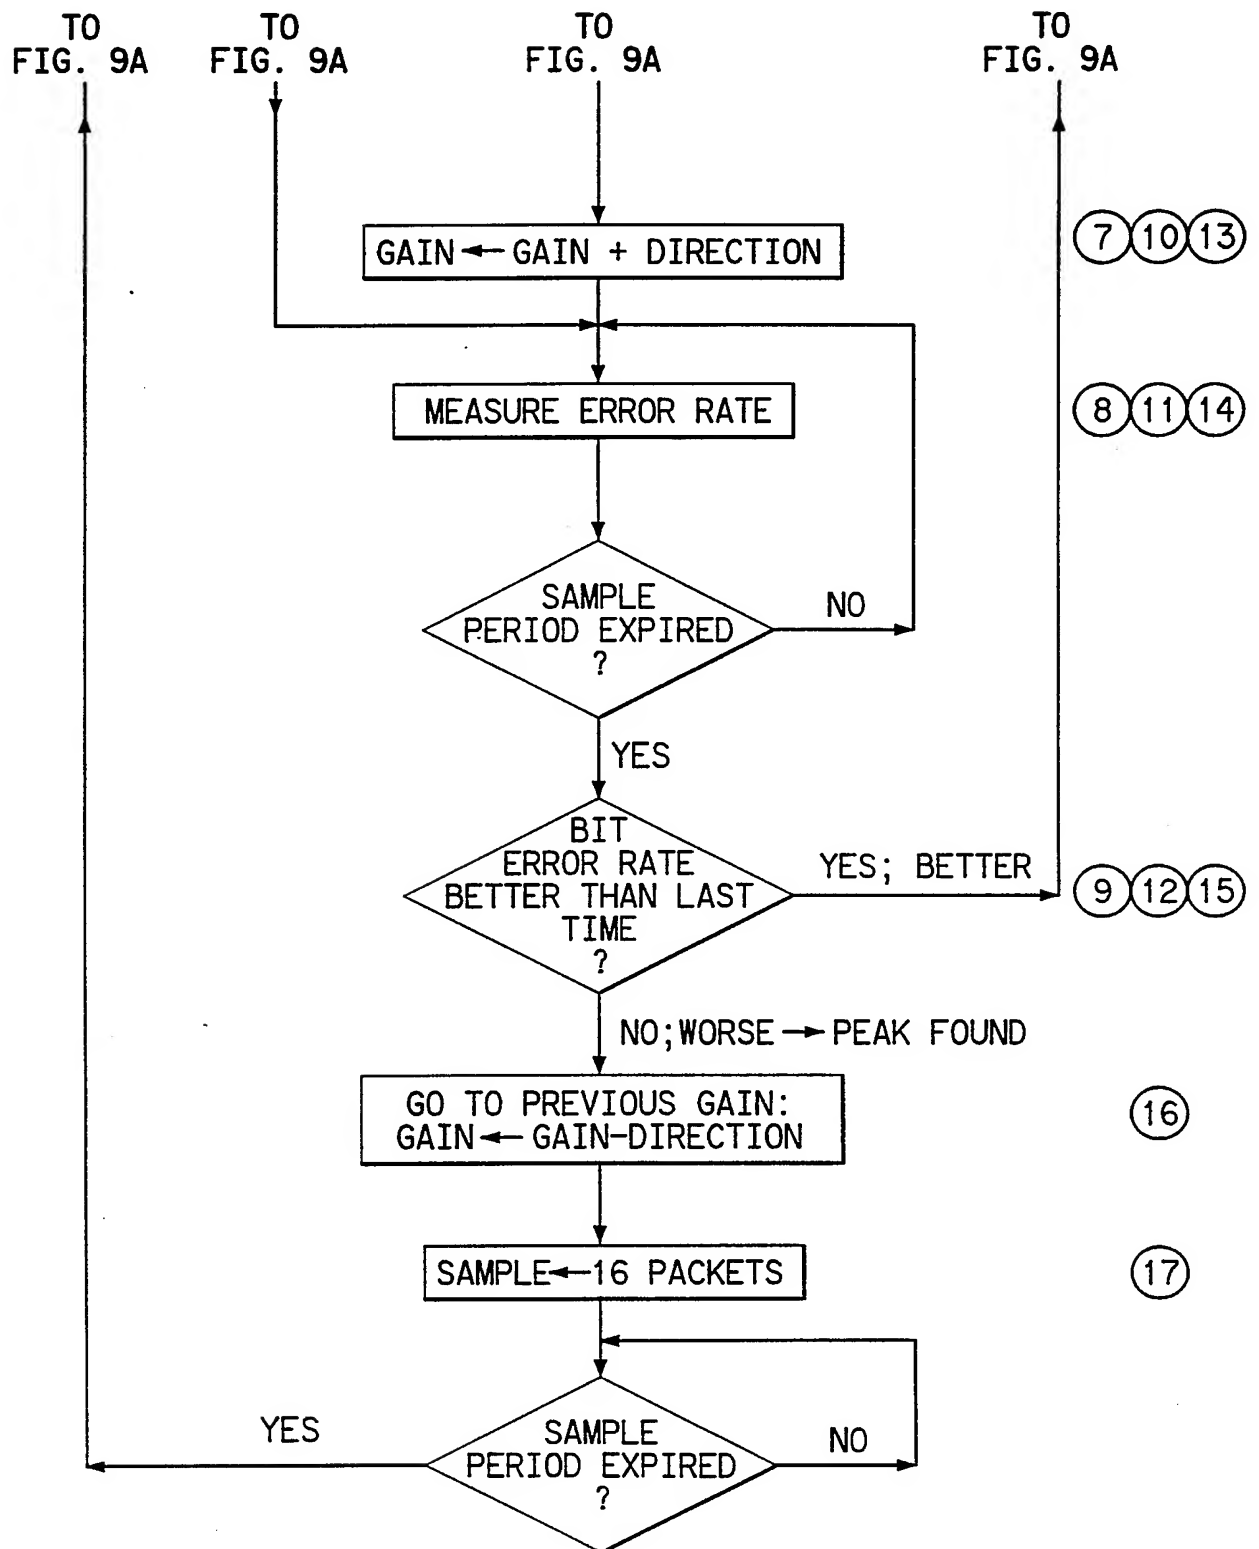 TO
FIG. 9A
TO
FIG. 9A
TO
FIG. 9A
TO
FIG. 9A
GAIN ← GAIN + DIRECTION
7 10 13
MEASURE ERROR RATE
8 11 14
SAMPLE
PERIOD EXPIRED
?
NO
YES
BIT
ERROR RATE
BETTER THAN LAST
TIME
?
YES; BETTER
9 12 15
NO;WORSE → PEAK FOUND
GO TO PREVIOUS GAIN:
GAIN ← GAIN-DIRECTION
16
SAMPLE←16 PACKETS
17
YES
SAMPLE
PERIOD EXPIRED
?
NO